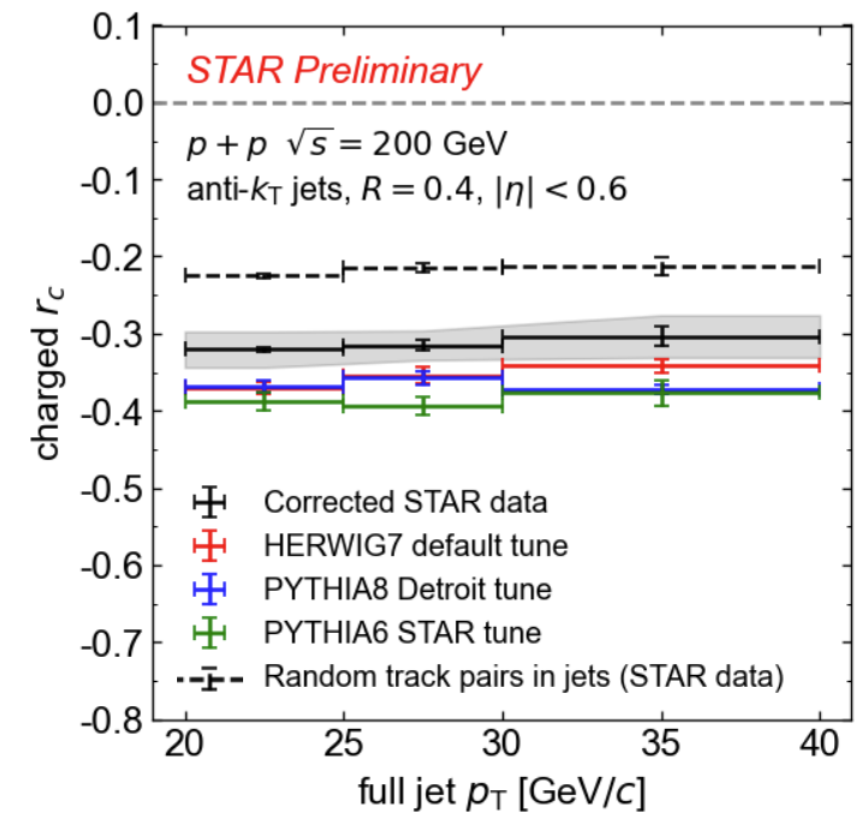 0.1
STAR Preliminary
0.0
p + p √s = 200 GeV
-0.1
anti-kT jets, R = 0.4, |η| < 0.6
-0.2
-0.3
charged rc
-0.4
-0.5
Corrected STAR data
HERWIG7 default tune
-0.6
PYTHIA8 Detroit tune
PYTHIA6 STAR tune
-0.7
Random track pairs in jets (STAR data)
-0.8
20 25 30 35 40
full jet pT [GeV/c]